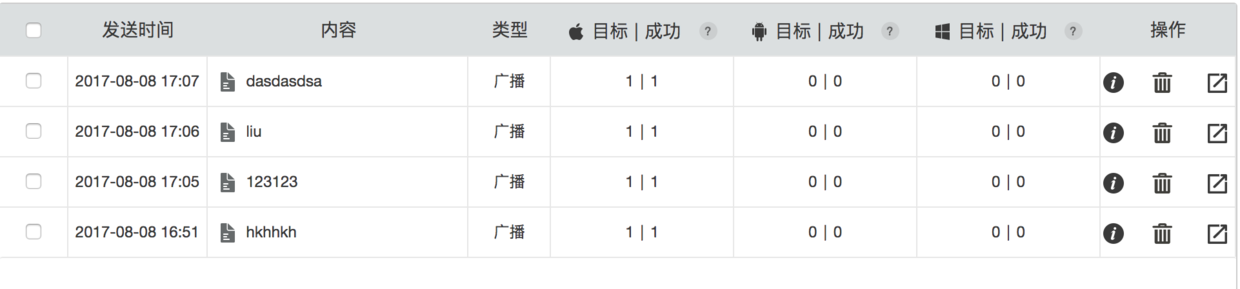 发送时间 内容 类型 目标 | 成功 ? 目标 | 成功 ? 目标 | 成功 ? 操作
2017-08-08 17:07 dasdasdsa 广播 1 | 1 0 | 0 0 | 0
2017-08-08 17:06 liu 广播 1 | 1 0 | 0 0 | 0
2017-08-08 17:05 123123 广播 1 | 1 0 | 0 0 | 0
2017-08-08 16:51 hkhhkh 广播 1 | 1 0 | 0 0 | 0